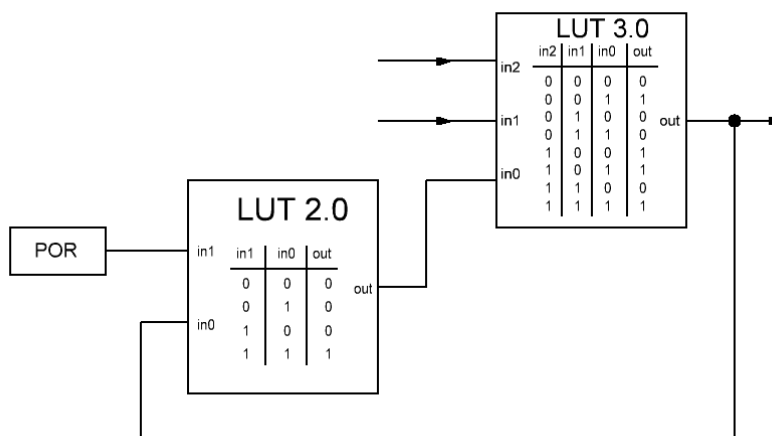 LUT 3.0
in2 in1 in0 out
0 0 0 0
0 0 1 1
0 1 0 0
0 1 1 0
1 0 0 1
1 0 1 1
1 1 0 0
1 1 1 1
in2
in1
in0
out
LUT 2.0
in1 in0 out
0 0 0
0 1 0
1 0 0
1 1 1
in1
in0
out
POR